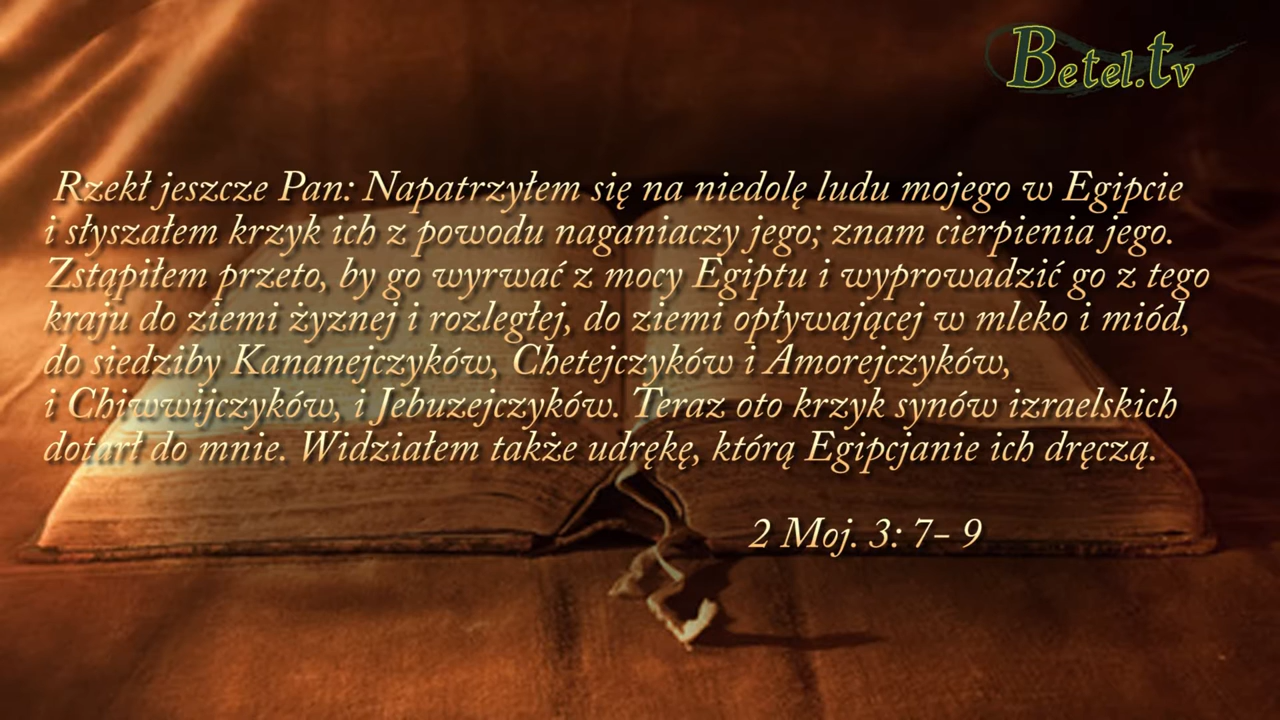 Betel.tv
Rzekł jeszcze Pan: Napatrzyłem się na niedolę ludu mojego w Egipcie
i słyszałem krzyk ich z powodu naganiaczy jego; znam cierpienia jego.
Zstąpiłem przeto, by go wyrwać z mocy Egiptu i wyprowadzić go z tego
kraju do ziemi żyznej i rozległej, do ziemi opływającej w mleko i miód,
do siedziby Kananejczyków, Chetejczyków i Amorejczyków,
i Chiwwijczyków, i Jebuzejczyków. Teraz oto krzyk synów izraelskich
dotarł do mnie. Widziałem także udrękę, którą Egipcjanie ich dręczą.
2 Moj. 3: 7– 9